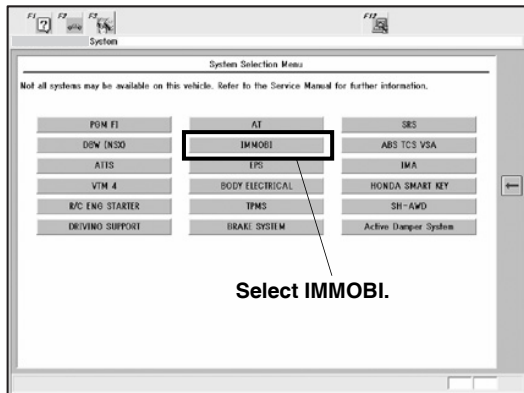 F1 F2 F3 F12
System
System Selection Menu
Not all systems may be available on this vehicle. Refer to the Service Manual for further information.
PGM FI AT SRS
DBW (NSX) IMMOBI ABS TCS VSA
ATTS EPS IMA
VTM 4 BODY ELECTRICAL HONDA SMART KEY
R/C ENG STARTER TPMS SH-AWD
DRIVING SUPPORT BRAKE SYSTEM Active Damper System
Select IMMOBI.